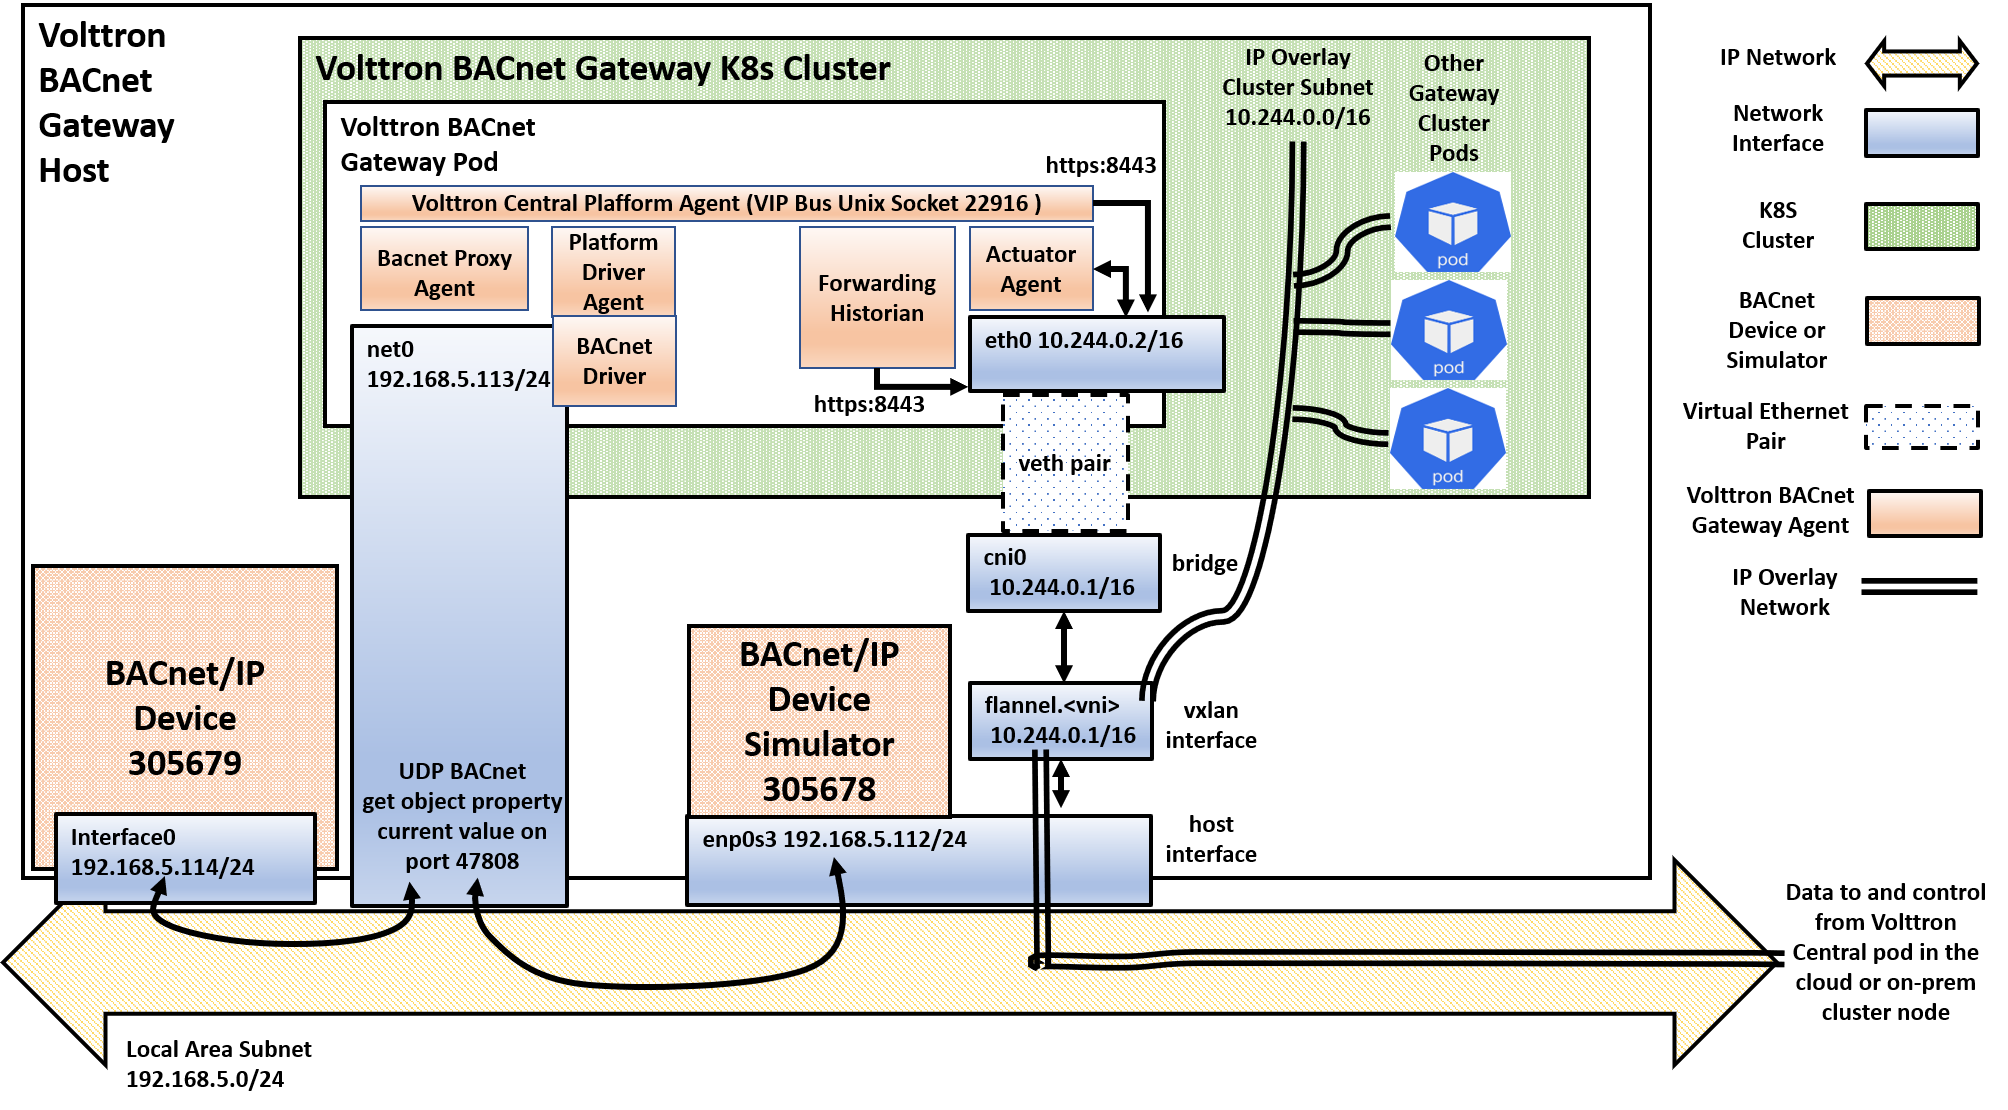 Volttron
BACnet
Gateway
Host
Volttron BACnet Gateway K8s Cluster
Volttron BACnet
Gateway Pod
https:8443
Volttron Central Platform Agent (VIP Bus Unix Socket 22916 )
Bacnet Proxy
Agent
Platform
Driver
Agent
BACnet
Driver
Forwarding
Historian
Actuator
Agent
net0
192.168.5.113/24
eth0 10.244.0.2/16
https:8443
IP Overlay
Cluster Subnet
10.244.0.0/16
Other
Gateway
Cluster
Pods
pod
pod
pod
veth pair
cni0
10.244.0.1/16
bridge
flannel.<vni>
10.244.0.1/16
vxlan
interface
BACnet/IP
Device
305679
Interface0
192.168.5.114/24
UDP BACnet
get object property
current value on
port 47808
BACnet/IP
Device
Simulator
305678
enp0s3 192.168.5.112/24
host
interface
Local Area Subnet
192.168.5.0/24
Data to and control
from Volttron
Central pod in the
cloud or on-prem
cluster node
IP Network
Network
Interface
K8S
Cluster
BACnet
Device or
Simulator
Virtual Ethernet
Pair
Volttron BACnet
Gateway Agent
IP Overlay
Network